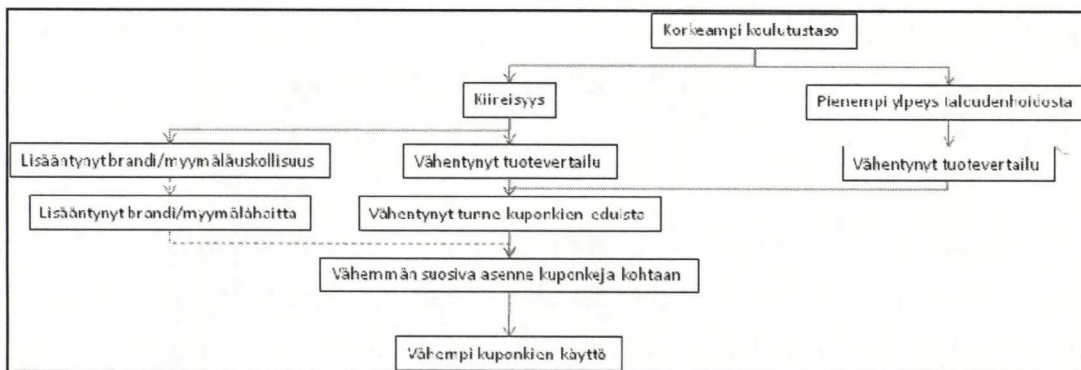 Korkeampi koulutustaso
Kiireisyys
Pienempi ylpeys taloudenhoidosta
Lisääntynyt brandi/myymäläuskollisuus
Vähentynyt tuotevertailu
Vähentynyt tuotevertailu
Lisääntynyt brandi/myymälähaitta
Vähentynyt tunne kuponkien eduista
Vähemmän suosiva asenne kuponkeja kohtaan
Vähempi kuponkien käyttö